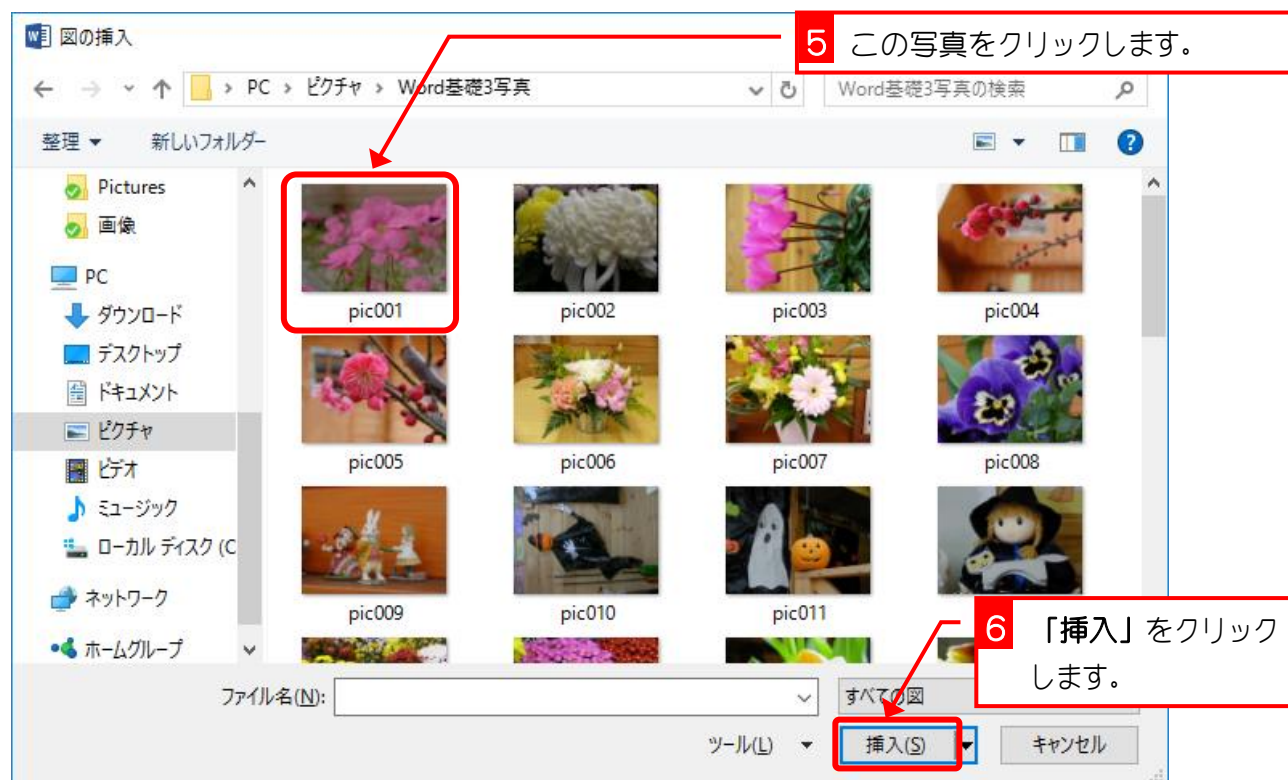 図の挿入
5 この写真をクリックします。
PC › ピクチャ › Word基礎3写真
Word基礎3写真の検索
整理
新しいフォルダー
Pictures
画像
PC
ダウンロード
デスクトップ
ドキュメント
ピクチャ
ビデオ
ミュージック
ローカル ディスク (C
ネットワーク
ホームグループ
pic001 pic002 pic003 pic004
pic005 pic006 pic007 pic008
pic009 pic010 pic011
6 「挿入」をクリック
します。
ファイル名(N):
すべての図
ツール(L) 挿入(S) キャンセル